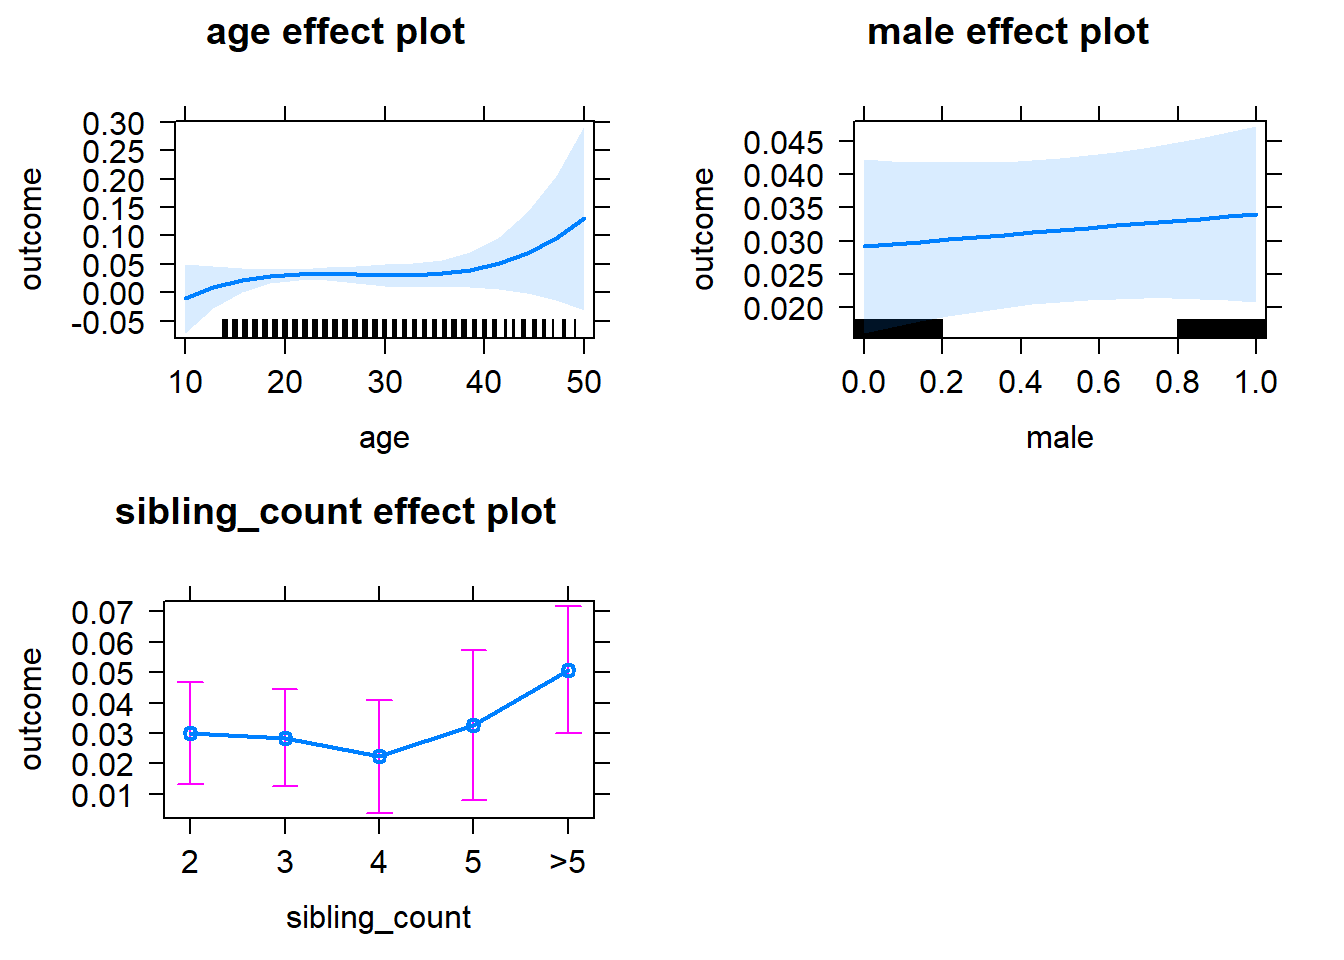 age effect plot
outcome
0.30
0.25
0.20
0.15
0.10
0.05
0.00
-0.05
10 20 30 40 50
age
male effect plot
outcome
0.045
0.040
0.035
0.030
0.025
0.020
0.0 0.2 0.4 0.6 0.8 1.0
male
sibling_count effect plot
outcome
0.07
0.06
0.05
0.04
0.03
0.02
0.01
2 3 4 5 >5
sibling_count